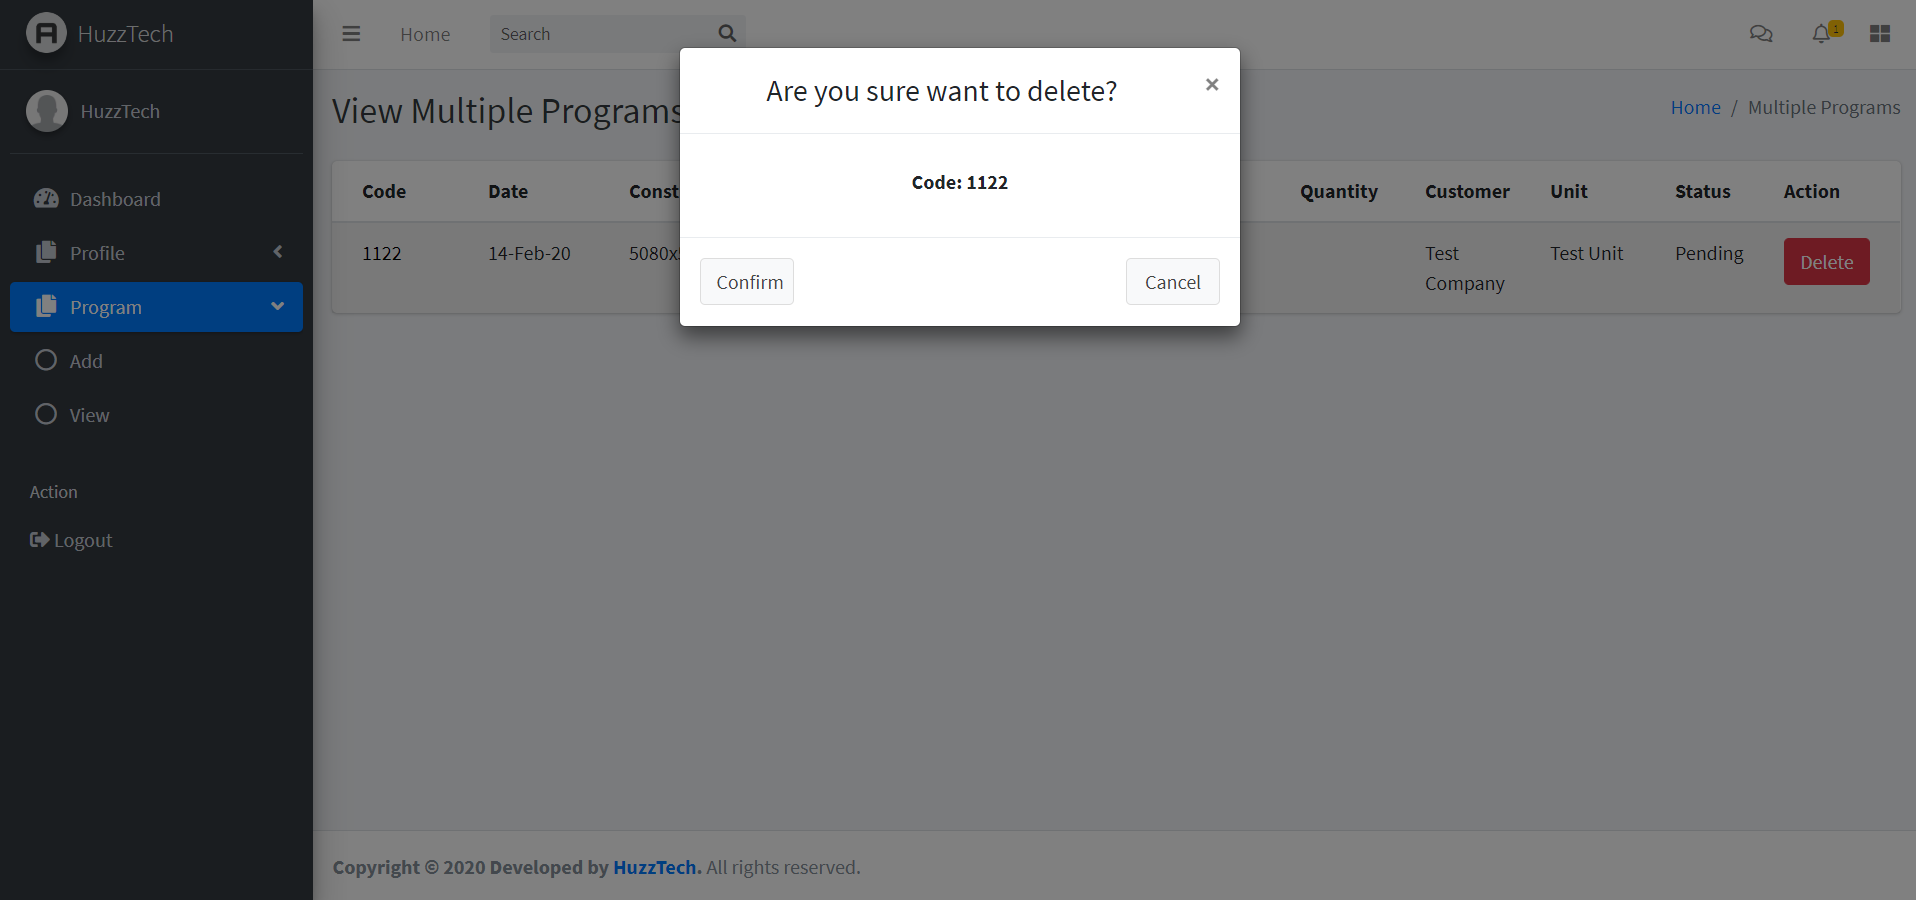 HuzzTech
Home
Search
1
HuzzTech
View Multiple Programs
Home / Multiple Programs
Are you sure want to delete?
×
Code: 1122
Confirm
Cancel
Dashboard
Profile
Program
Add
View
Action
Logout
Code Date Const Quantity Customer Unit Status Action
1122 14-Feb-20 5080x Test Company Test Unit Pending Delete
Copyright © 2020 Developed by HuzzTech. All rights reserved.